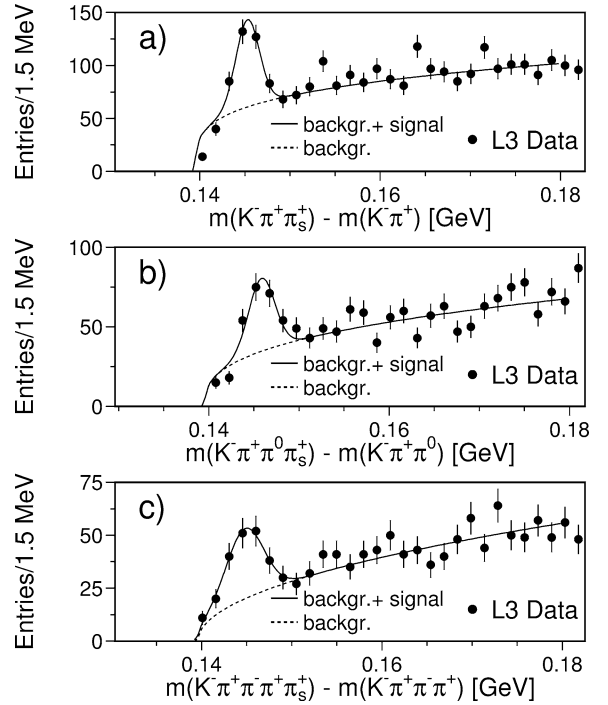 Entries/1.5 MeV
150
100
50
0
a)
backgr.+ signal
backgr.
L3 Data
0.14 0.16 0.18
m(K⁻π⁺πₛ⁺) - m(K⁻π⁺) [GeV]
Entries/1.5 MeV
100
50
0
b)
backgr.+ signal
backgr.
L3 Data
0.14 0.16 0.18
m(K⁻π⁺π⁰πₛ⁺) - m(K⁻π⁺π⁰) [GeV]
Entries/1.5 MeV
75
50
25
0
c)
backgr.+ signal
backgr.
L3 Data
0.14 0.16 0.18
m(K⁻π⁺π⁻π⁺πₛ⁺) - m(K⁻π⁺π⁻π⁺) [GeV]